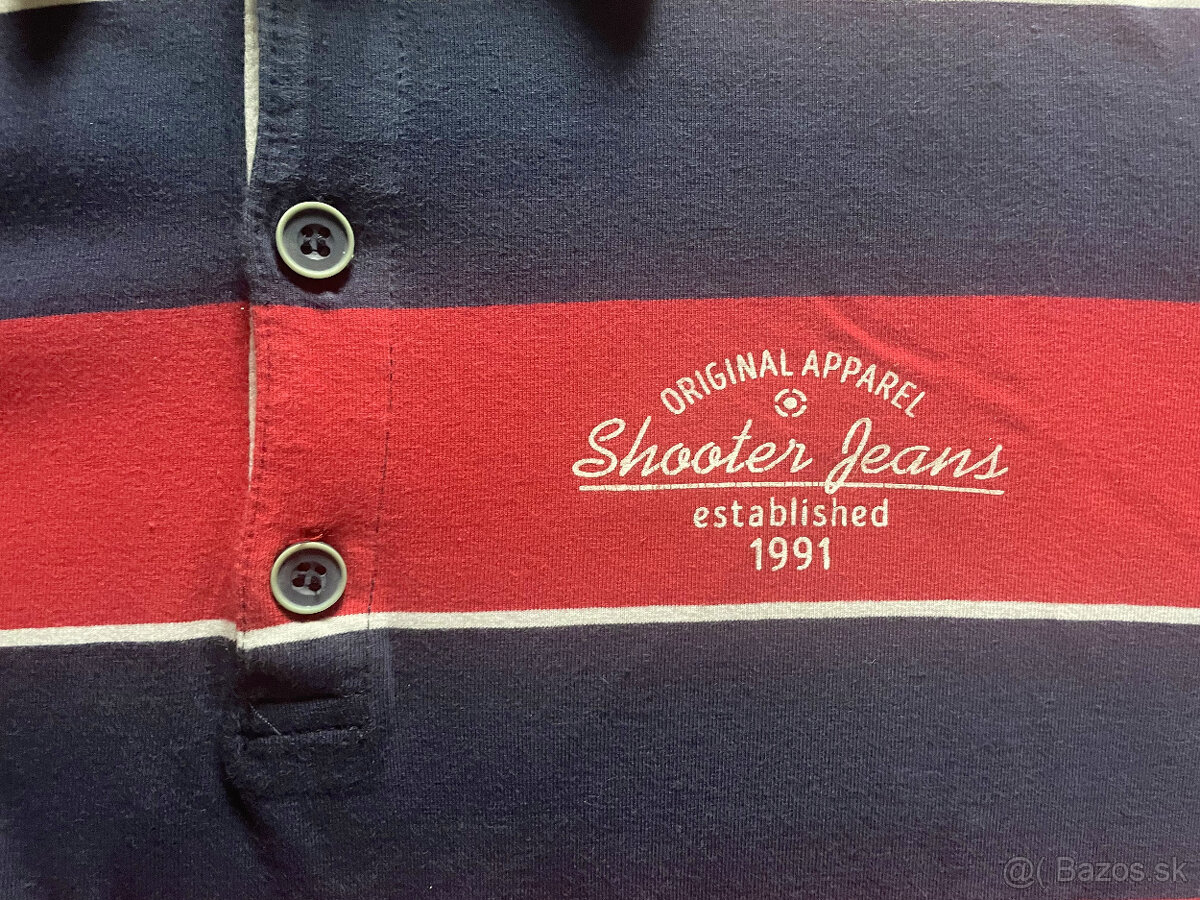 ORIGINAL APPAREL
Shooter Jeans
established
1991
@( Bazos.sk